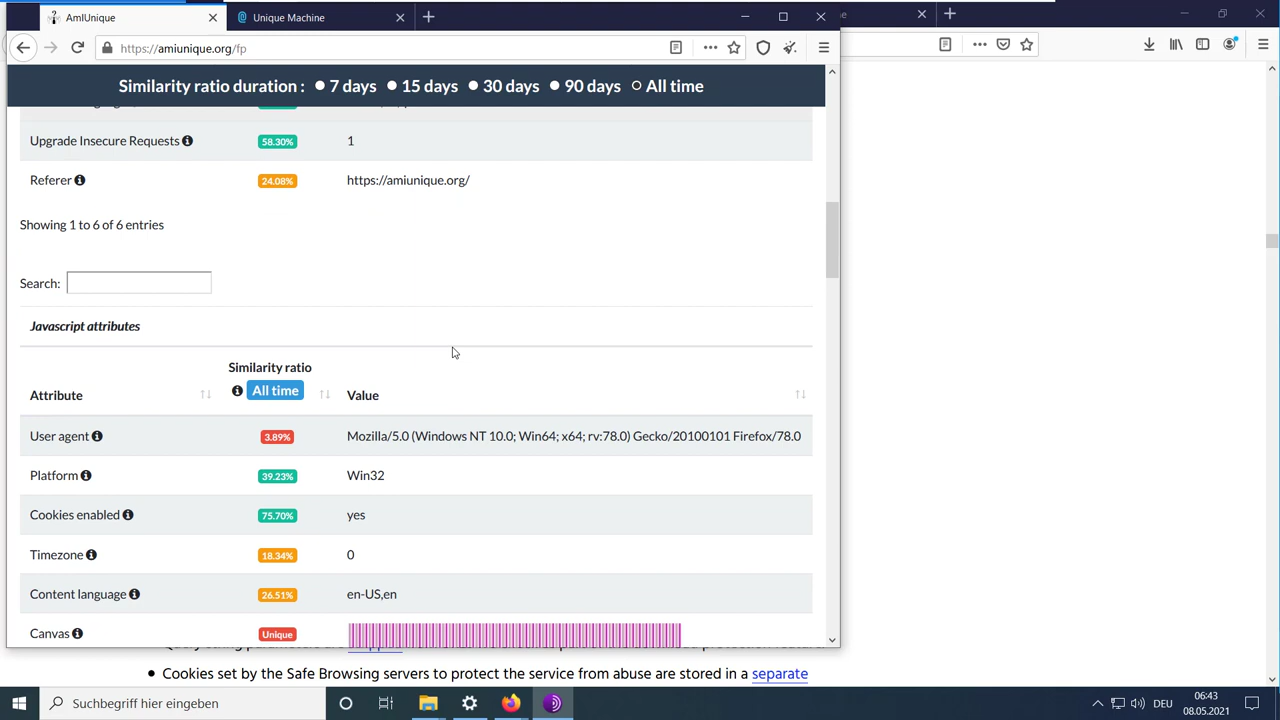 AmIUnique
Unique Machine
https://amiunique.org/fp
Similarity ratio duration : 7 days 15 days 30 days 90 days All time
Upgrade Insecure Requests 58.30% 1
Referer 24.08% https://amiunique.org/
Showing 1 to 6 of 6 entries
Search:
Javascript attributes
Similarity ratio
All time
Attribute Value
User agent 3.89% Mozilla/5.0 (Windows NT 10.0; Win64; x64; rv:78.0) Gecko/20100101 Firefox/78.0
Platform 39.23% Win32
Cookies enabled 75.70% yes
Timezone 18.34% 0
Content language 26.51% en-US,en
Canvas Unique
Cookies set by the Safe Browsing servers to protect the service from abuse are stored in a separate
Suchbegriff hier eingeben
DEU
06:43
08.05.2021